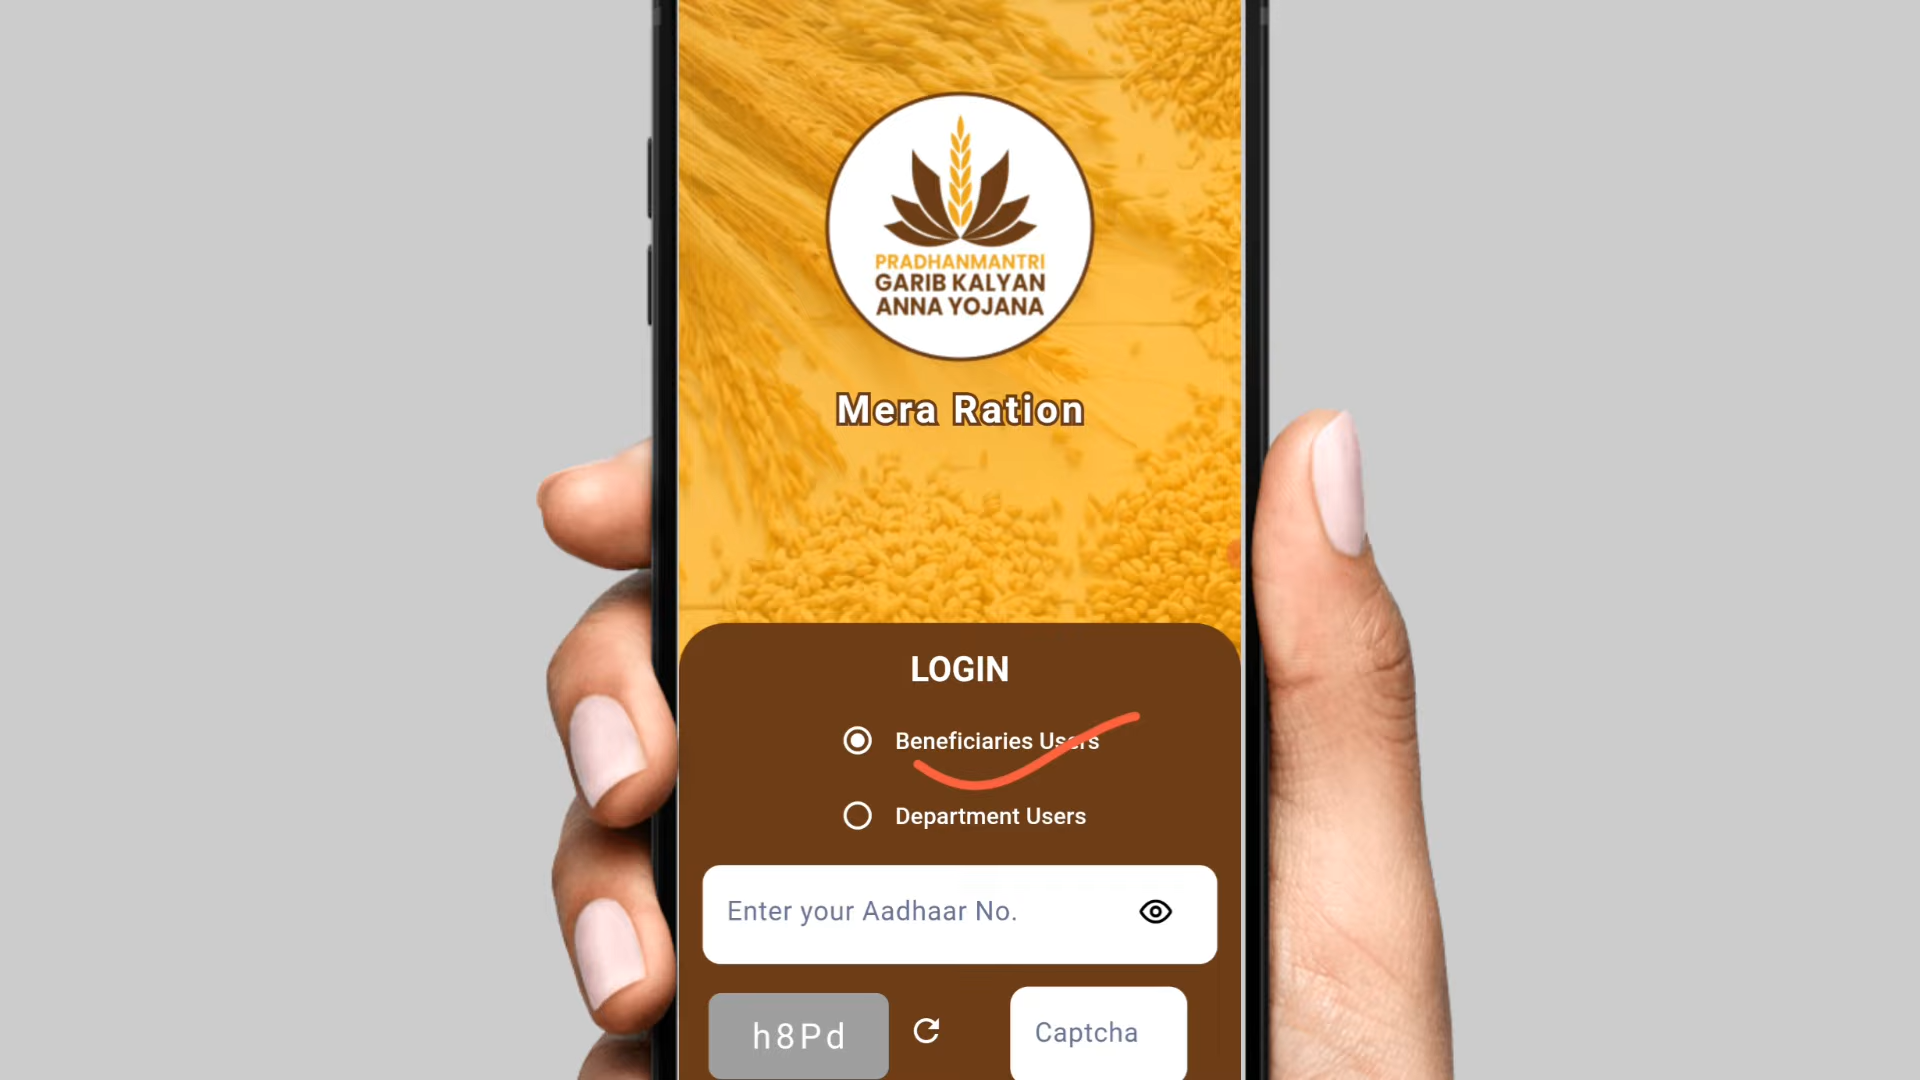 PRADHANMANTRI
GARIB KALYAN
ANNA YOJANA
Mera Ration
LOGIN
Beneficiaries Users
Department Users
Enter your Aadhaar No.
h8Pd
Captcha